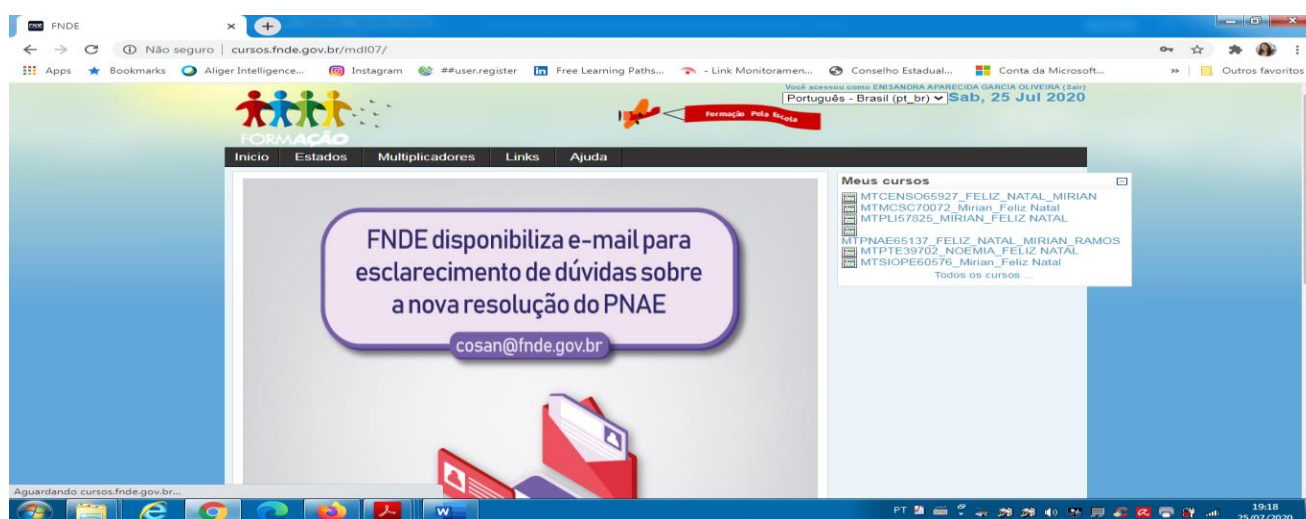 FNDE
Não seguro | cursos.fnde.gov.br/mdl07/
Apps Bookmarks Aliger Intelligence... Instagram ##user.register Free Learning Paths... - Link Monitoramen... Conselho Estadual... Conta da Microsoft... » Outros favoritos
Você acessou como ENISANDRA APARECIDA GARCIA OLIVEIRA (Sair)
Português - Brasil (pt_br) Sab, 25 Jul 2020
Formação Pela Escola
FORMAÇÃO
Inicio Estados Multiplicadores Links Ajuda
Meus cursos
MTCENSO65927_FELIZ_NATAL_MIRIAN
MTMCSC70072_Mirian_Feliz Natal
MTPLI57825_MIRIAN_FELIZ NATAL
MTPNAE65137_FELIZ_NATAL_MIRIAN_RAMOS
MTPTE39702_NOEMIA_FELIZ NATAL
MTSIOPE60576_Mirian_Feliz Natal
Todos os cursos ...
FNDE disponibiliza e-mail para
esclarecimento de dúvidas sobre
a nova resolução do PNAE
cosan@fnde.gov.br
Aguardando cursos.fnde.gov.br...
PT
19:18
25/07/2020